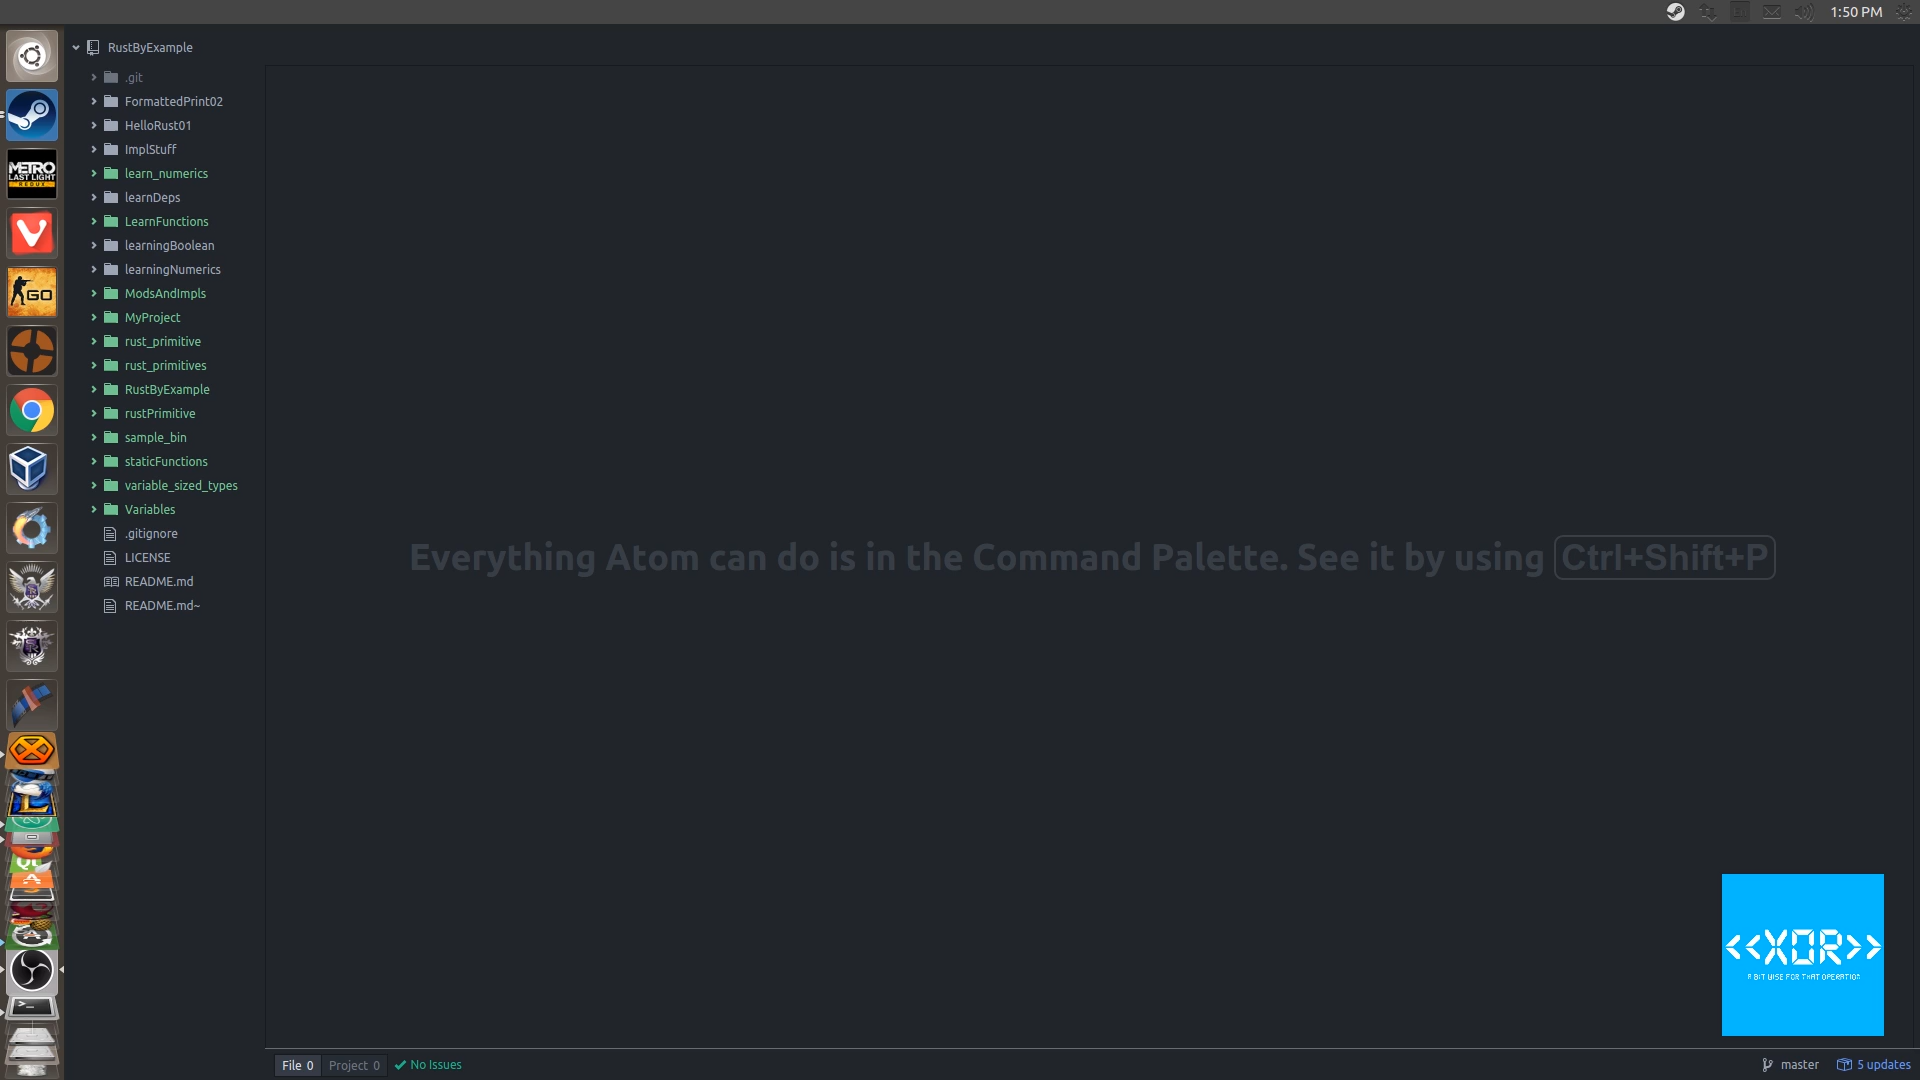 1:50 PM
RustByExample
.git
FormattedPrint02
HelloRust01
ImplStuff
learn_numerics
learnDeps
LearnFunctions
learningBoolean
learningNumerics
ModsAndImpls
MyProject
rust_primitive
rust_primitives
RustByExample
rustPrimitive
sample_bin
staticFunctions
variable_sized_types
Variables
.gitignore
LICENSE
README.md
README.md~
METRO
LAST LIGHT
REDUX
GO
Everything Atom can do is in the Command Palette. See it by using Ctrl+Shift+P
<<XOR>>
A BIT WISE FOR THAT OPERATION
File 0 Project 0 No Issues
master 5 updates